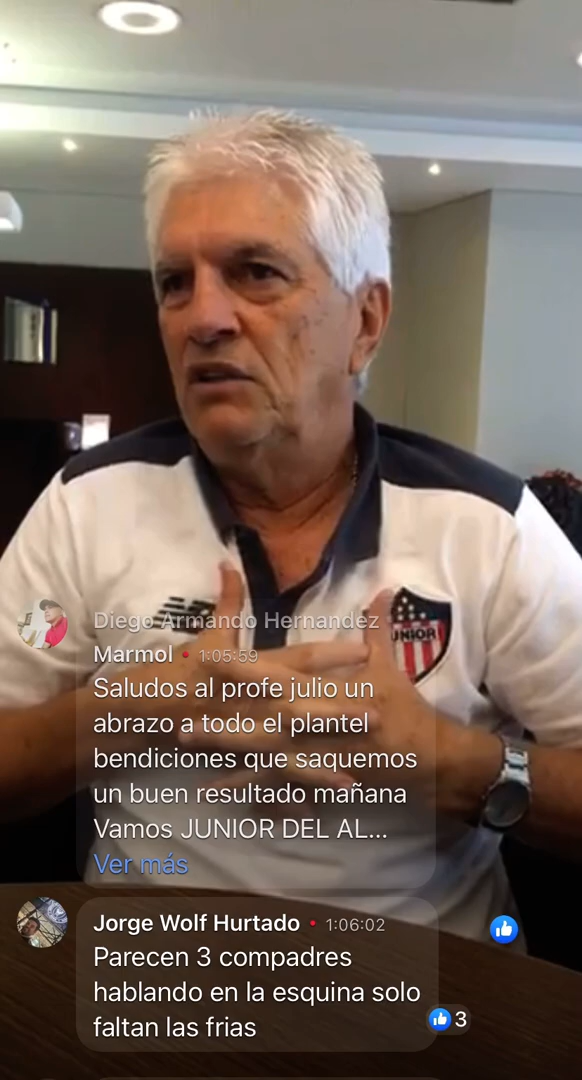 JUNIOR
Diego Armando Hernandez
Marmol • 1:05:59
Saludos al profe julio un
abrazo a todo el plantel
bendiciones que saquemos
un buen resultado mañana
Vamos JUNIOR DEL AL...
Ver más
Jorge Wolf Hurtado • 1:06:02
Parecen 3 compadres
hablando en la esquina solo
faltan las frias
3